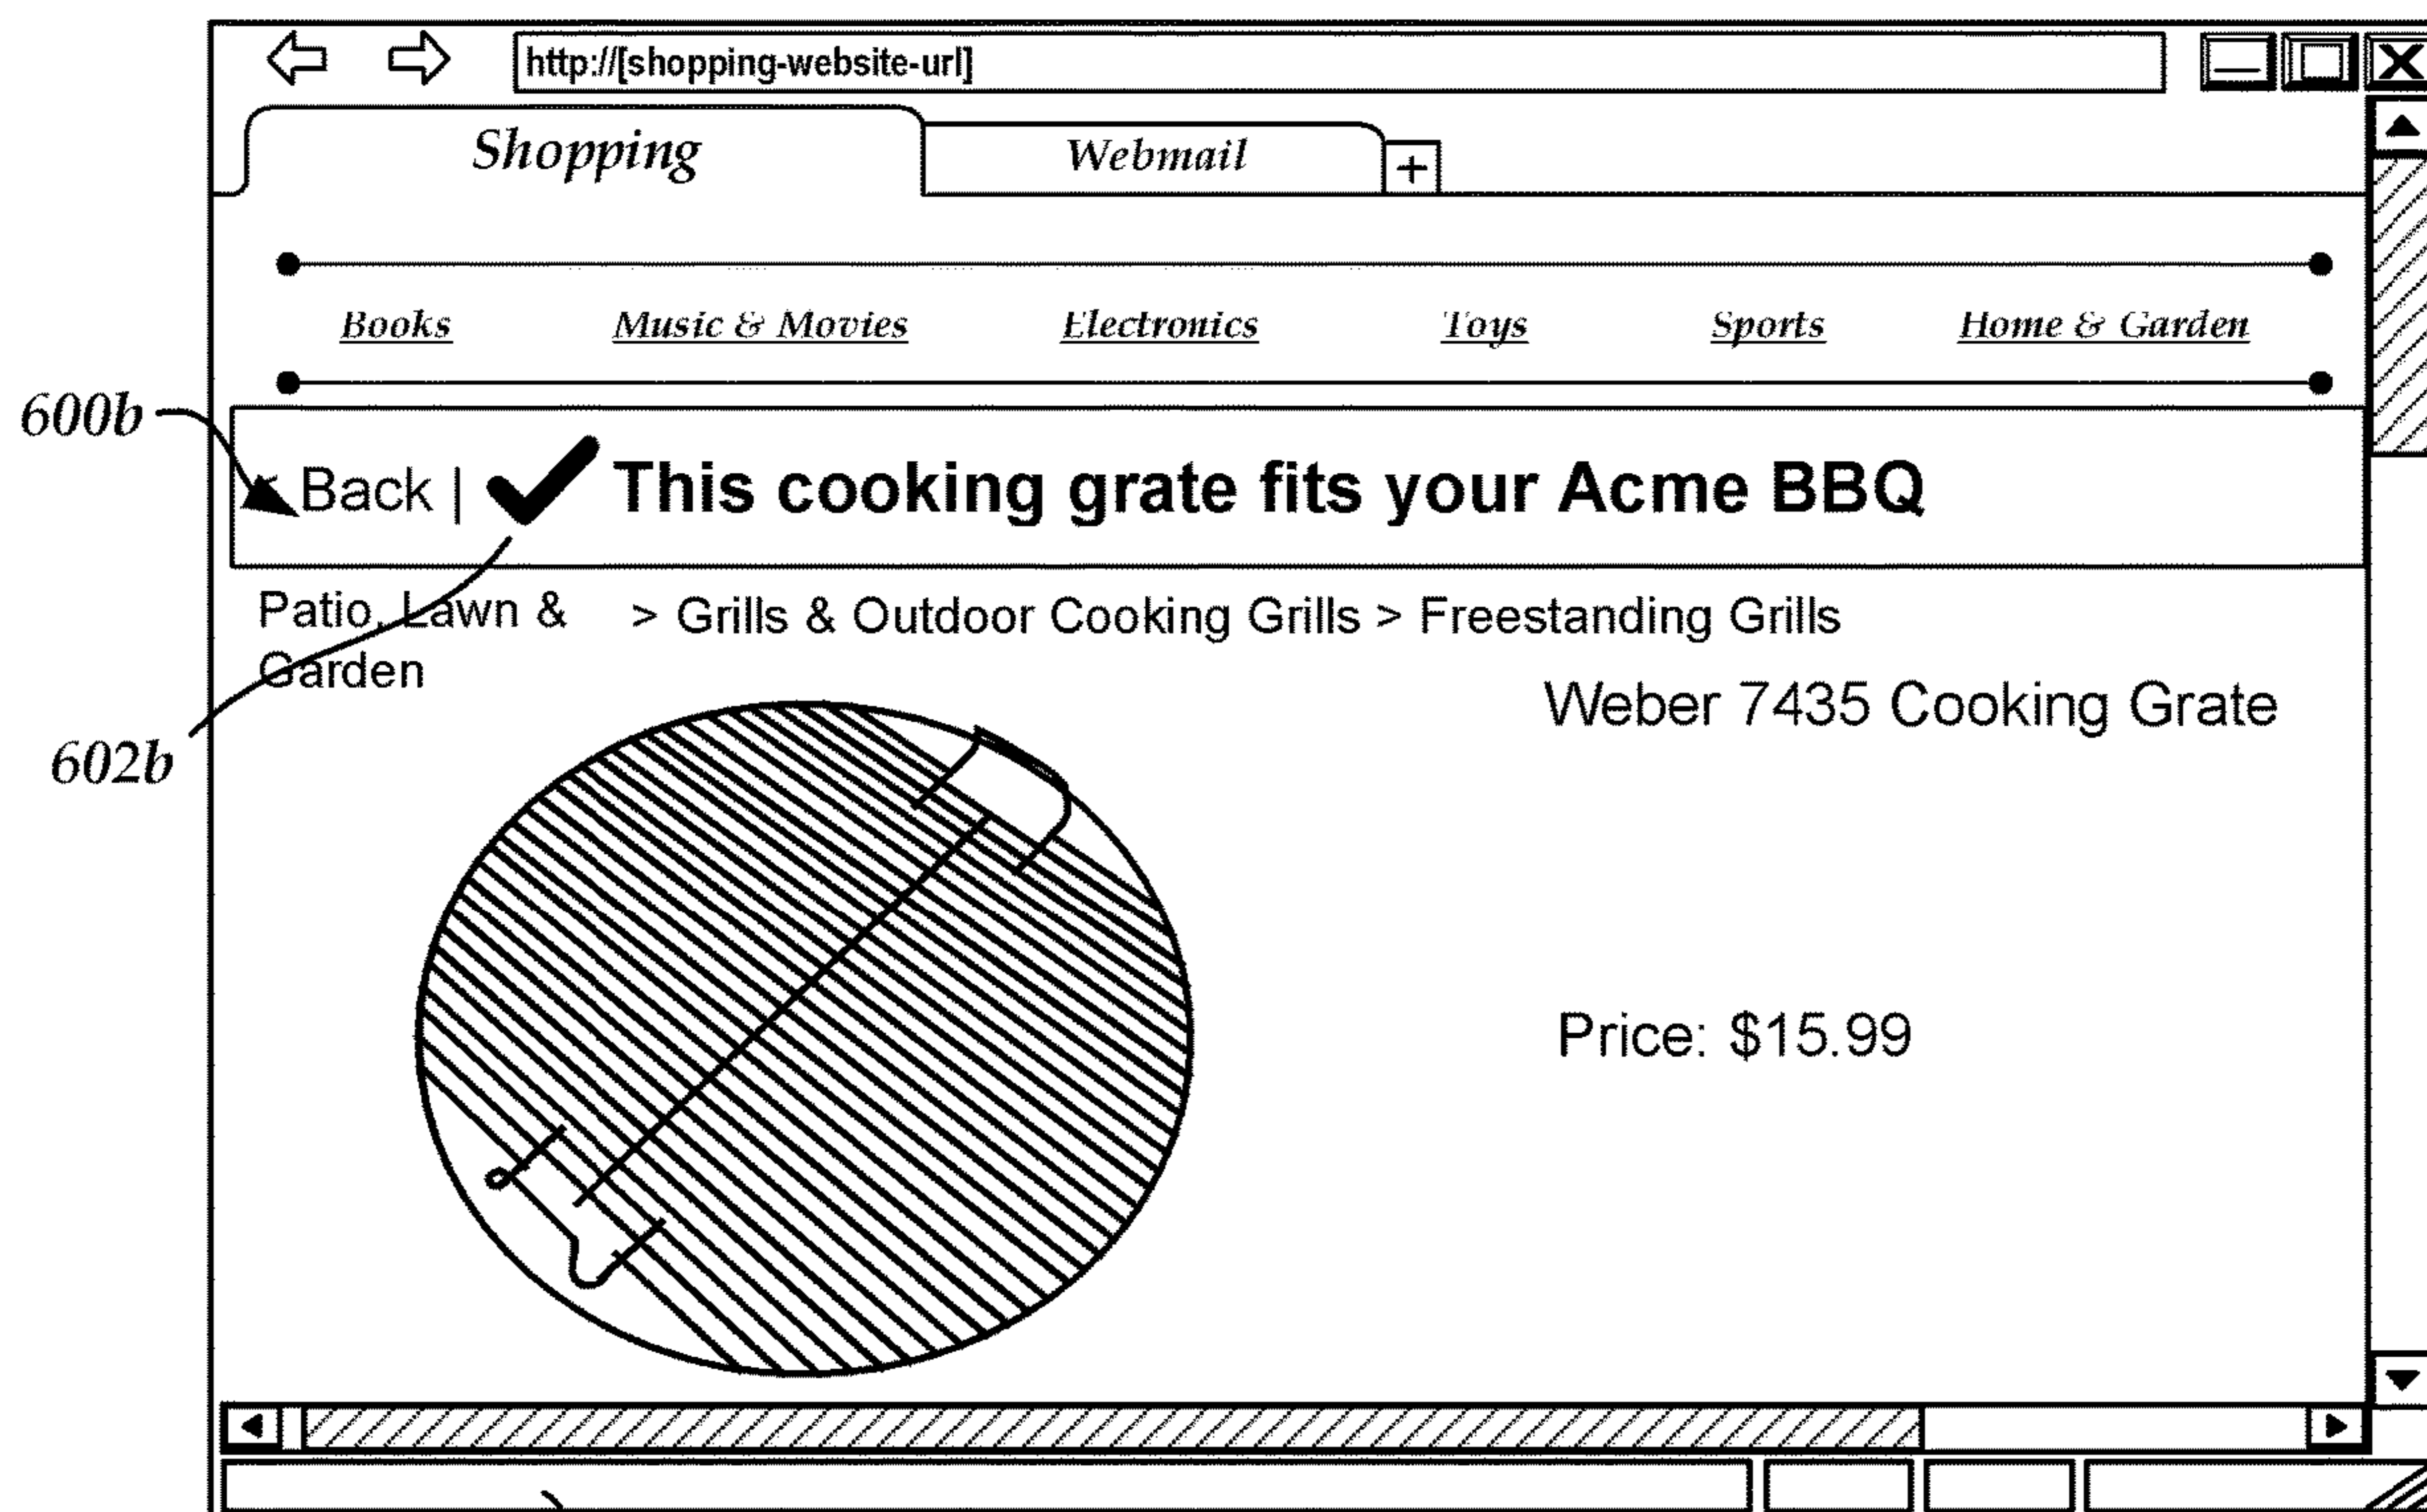 http://[shopping-website-url]
Shopping
Webmail
+
Books Music & Movies Electronics Toys Sports Home & Garden
600b
Back | ✓ This cooking grate fits your Acme BBQ
Patio, Lawn & > Grills & Outdoor Cooking Grills > Freestanding Grills
Garden
Weber 7435 Cooking Grate
602b
Price: $15.99